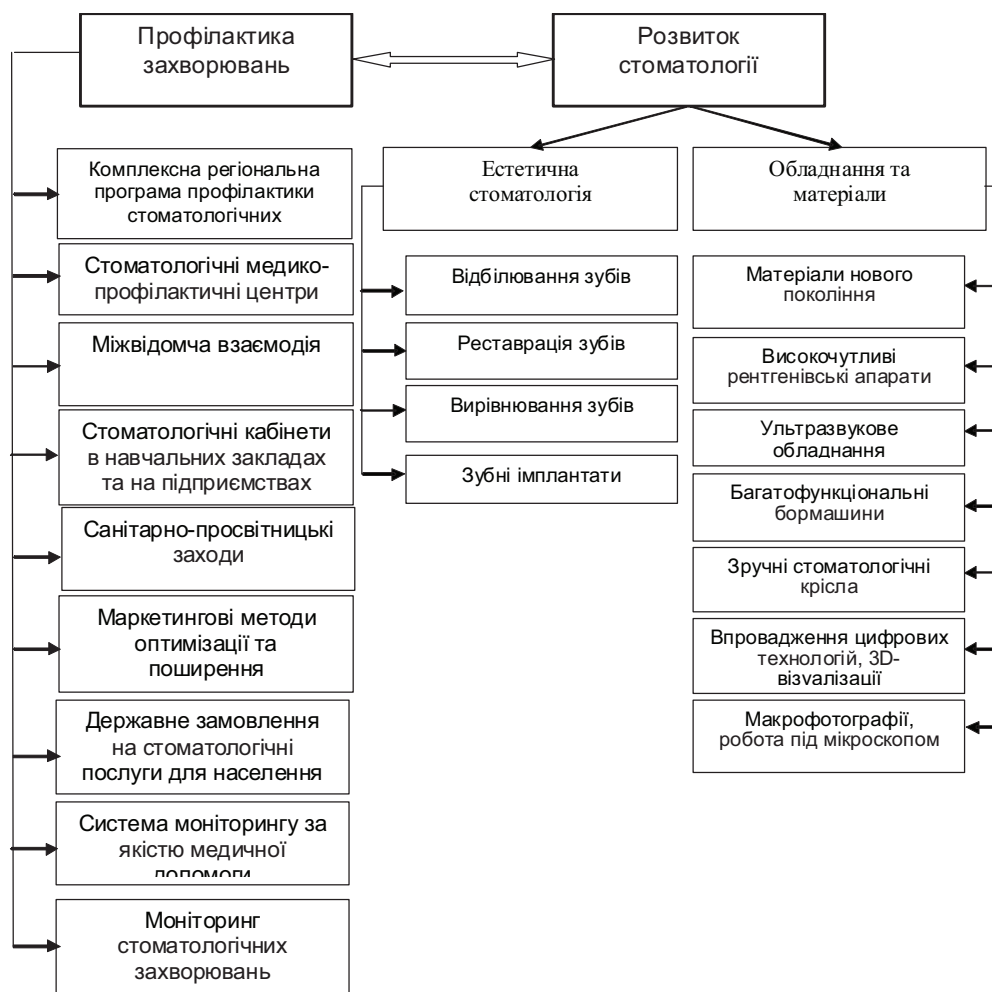 Профілактика
захворювань
Розвиток
стоматології
Комплексна регіональна
програма профілактики
стоматологічних
Стоматологічні медико-
профілактичні центри
Міжвідомча взаємодія
Стоматологічні кабінети
в навчальних закладах
та на підприємствах
Санітарно-просвітницькі
заходи
Маркетингові методи
оптимізації та
поширення
Державне замовлення
на стоматологічні
послуги для населення
Система моніторингу за
якістю медичної
допомоги
Моніторинг
стоматологічних
захворювань
Естетична
стоматологія
Відбілювання зубів
Реставрація зубів
Вирівнювання зубів
Зубні імплантати
Обладнання та
матеріали
Матеріали нового
покоління
Високочутливі
рентгенівські апарати
Ультразвукове
обладнання
Багатофункціональні
бормашини
Зручні стоматологічні
крісла
Впровадження цифрових
технологій, 3D-
візуалізації
Макрофотографії,
робота під мікроскопом